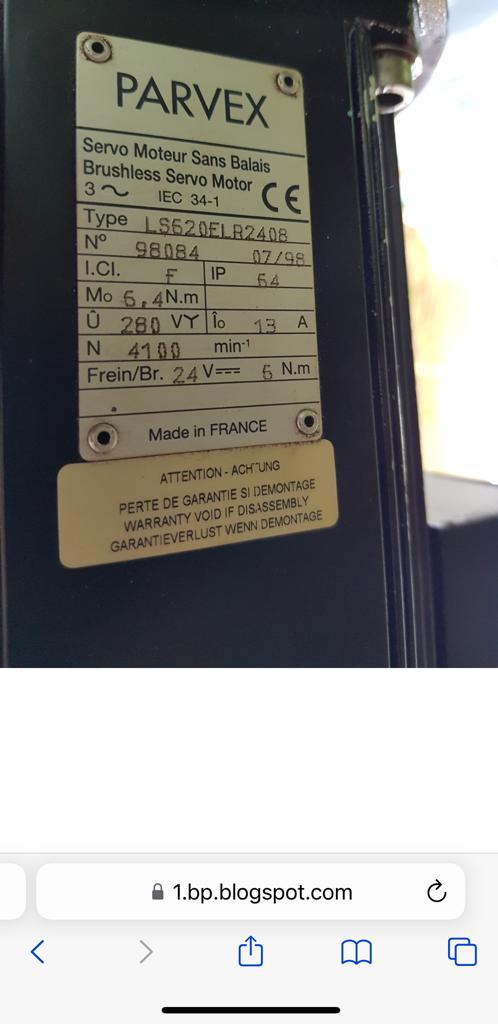 PARVEX
Servo Moteur Sans Balais
Brushless Servo Motor
3 ~ IEC 34-1 CE
Type LS620ELR2408
N° 98084 07/98
I.Cl. F IP 64
Mo 6,4 N.m
Û 280 VY Îo 13 A
N 4100 min-1
Frein/Br. 24 V 6 N.m
Made in FRANCE
ATTENTION - ACHTUNG
PERTE DE GARANTIE SI DEMONTAGE
WARRANTY VOID IF DISASSEMBLY
GARANTIEVERLUST WENN DEMONTAGE
1.bp.blogspot.com